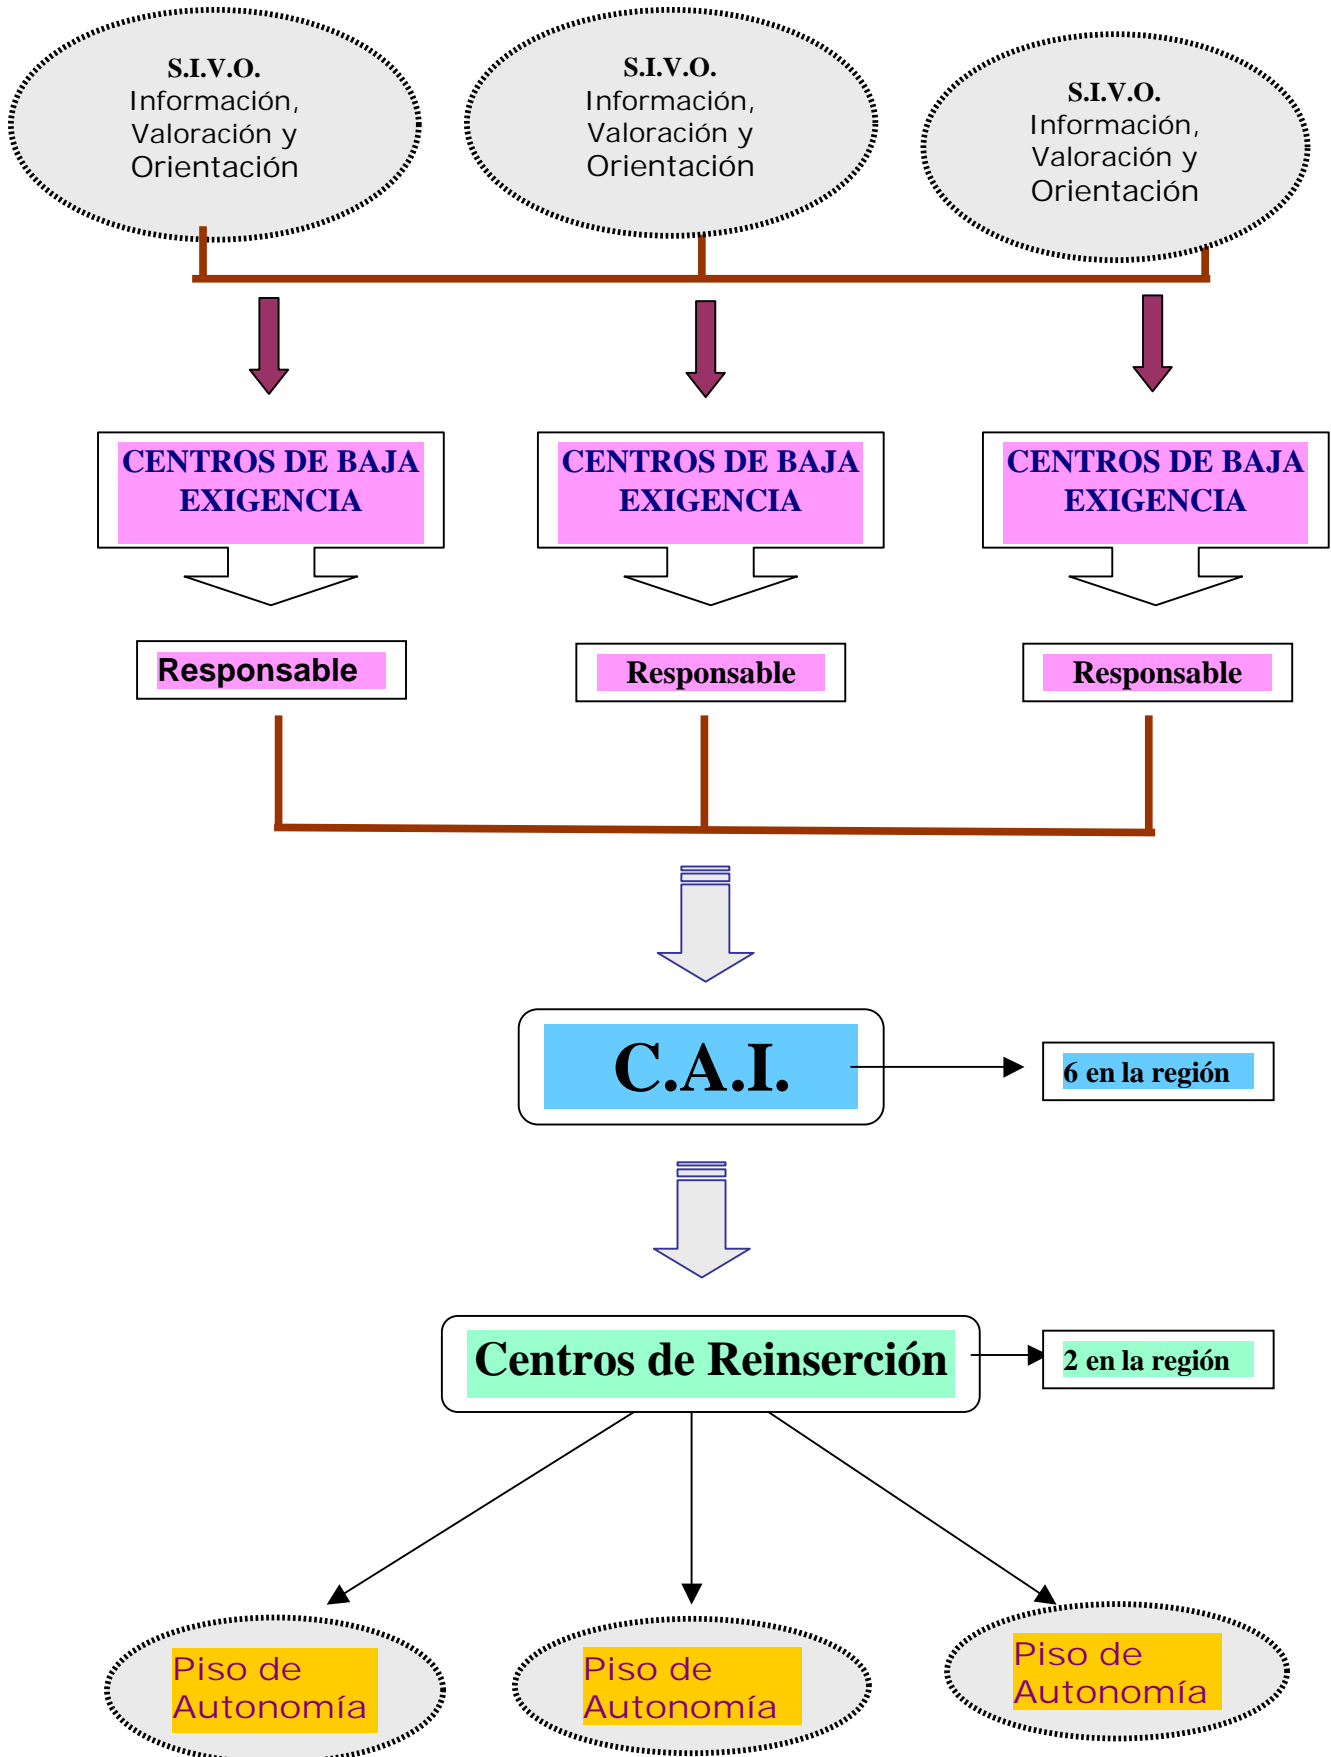 S.I.V.O.
Información,
Valoración y
Orientación
S.I.V.O.
Información,
Valoración y
Orientación
S.I.V.O.
Información,
Valoración y
Orientación
CENTROS DE BAJA
EXIGENCIA
CENTROS DE BAJA
EXIGENCIA
CENTROS DE BAJA
EXIGENCIA
Responsable
Responsable
Responsable
C.A.I.
6 en la región
Centros de Reinserción
2 en la región
Piso de
Autonomía
Piso de
Autonomía
Piso de
Autonomía